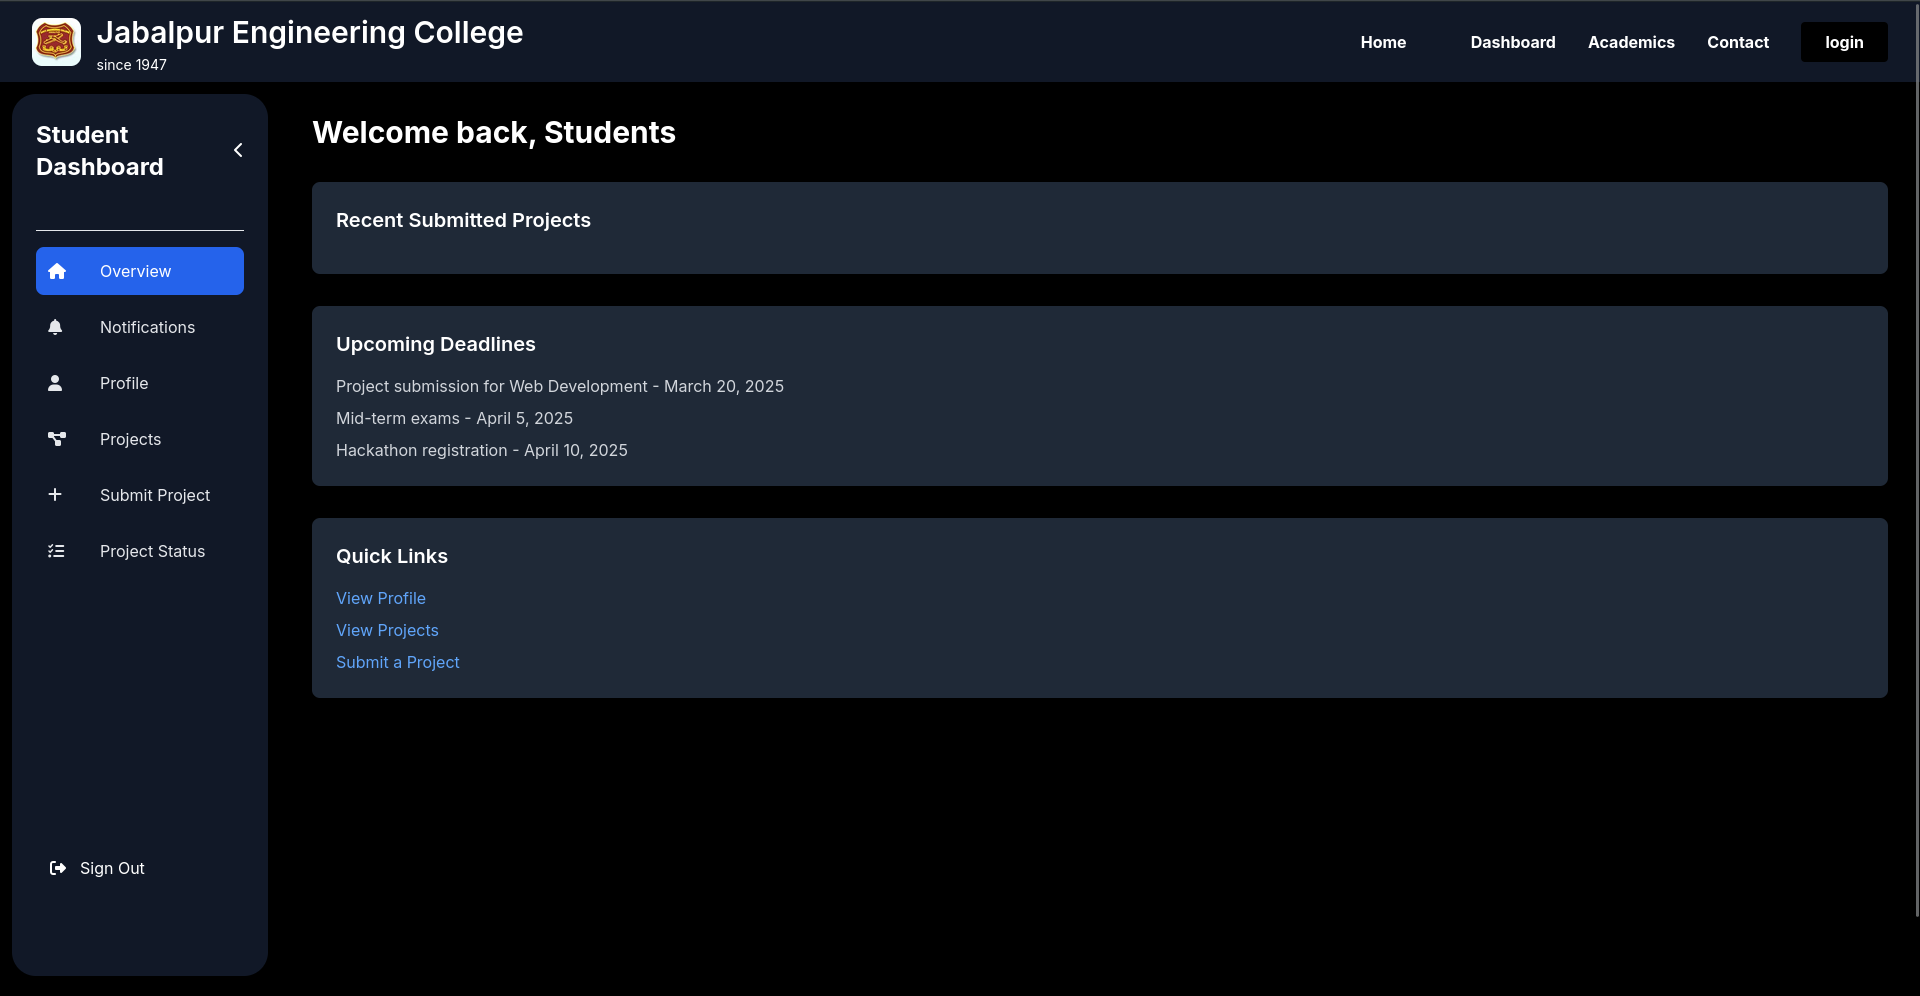 Jabalpur Engineering College
since 1947
Home Dashboard Academics Contact login
Student
Dashboard
Overview
Notifications
Profile
Projects
Submit Project
Project Status
Sign Out
Welcome back, Students
Recent Submitted Projects
Upcoming Deadlines
Project submission for Web Development - March 20, 2025
Mid-term exams - April 5, 2025
Hackathon registration - April 10, 2025
Quick Links
View Profile
View Projects
Submit a Project